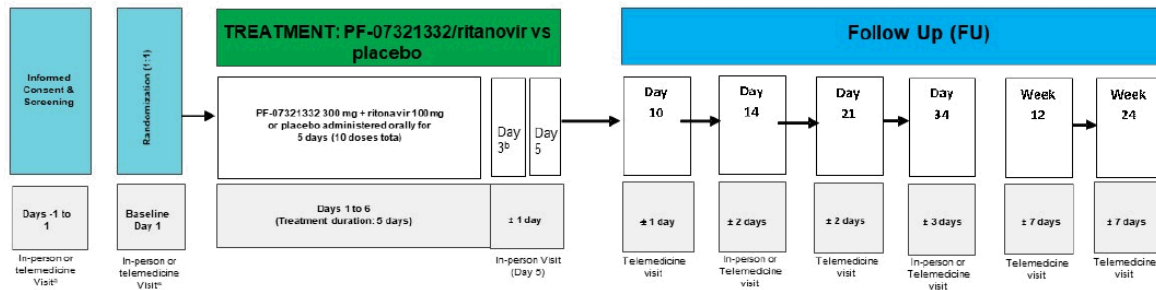 TREATMENT: PF-07321332/ritanovir vs
placebo
Follow Up (FU)
Informed
Consent &
Screening
Randomization (1:1)
PF-07321332 300 mg + ritonavir 100mg
or placebo administered orally for
5 days (10 doses total)
Day
3b
Day
5
Day
10
Day
14
Day
21
Day
34
Week
12
Week
24
Days -1 to
1
Baseline
Day 1
Days 1 to 6
(Treatment duration: 5 days)
± 1 day
± 1 day
± 2 days
± 2 days
± 3 days
± 7 days
± 7 days
In-person or
telemedicine
Visitª
In-person or
telemedicine
Visitª
In-person Visit
(Day 5)
Telemedicine
visit
In-person or
Telemedicine
visit
Telemedicine
visit
In-person or
Telemedicine
visit
Telemedicine
visit
Telemedicine
visit